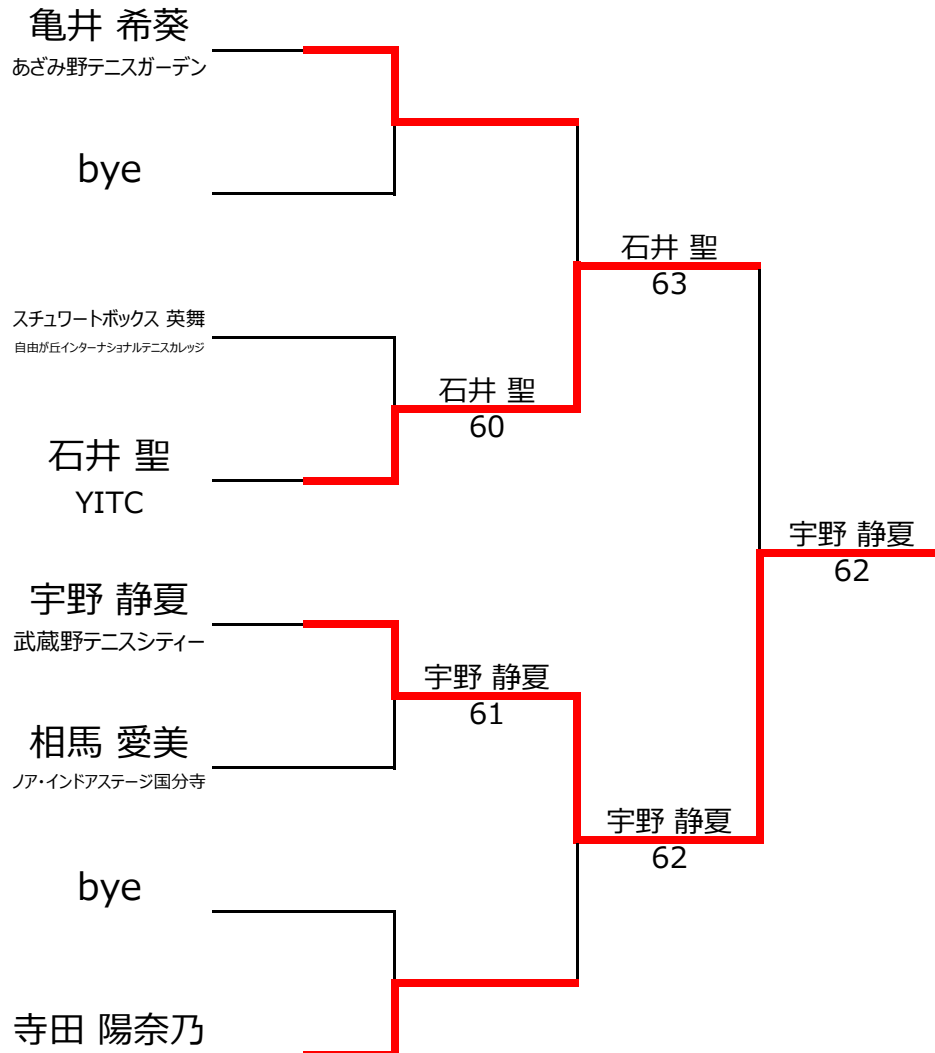 亀井 希葵
あざみ野テニスガーデン
bye
スチュワートボックス 英舞
自由が丘インターナショナルテニスカレッジ
石井 聖
YITC
宇野 静夏
武蔵野テニスシティー
相馬 愛美
ノア・インドアステージ国分寺
bye
寺田 陽奈乃
石井 聖
60
宇野 静夏
61
石井 聖
63
宇野 静夏
62
宇野 静夏
62